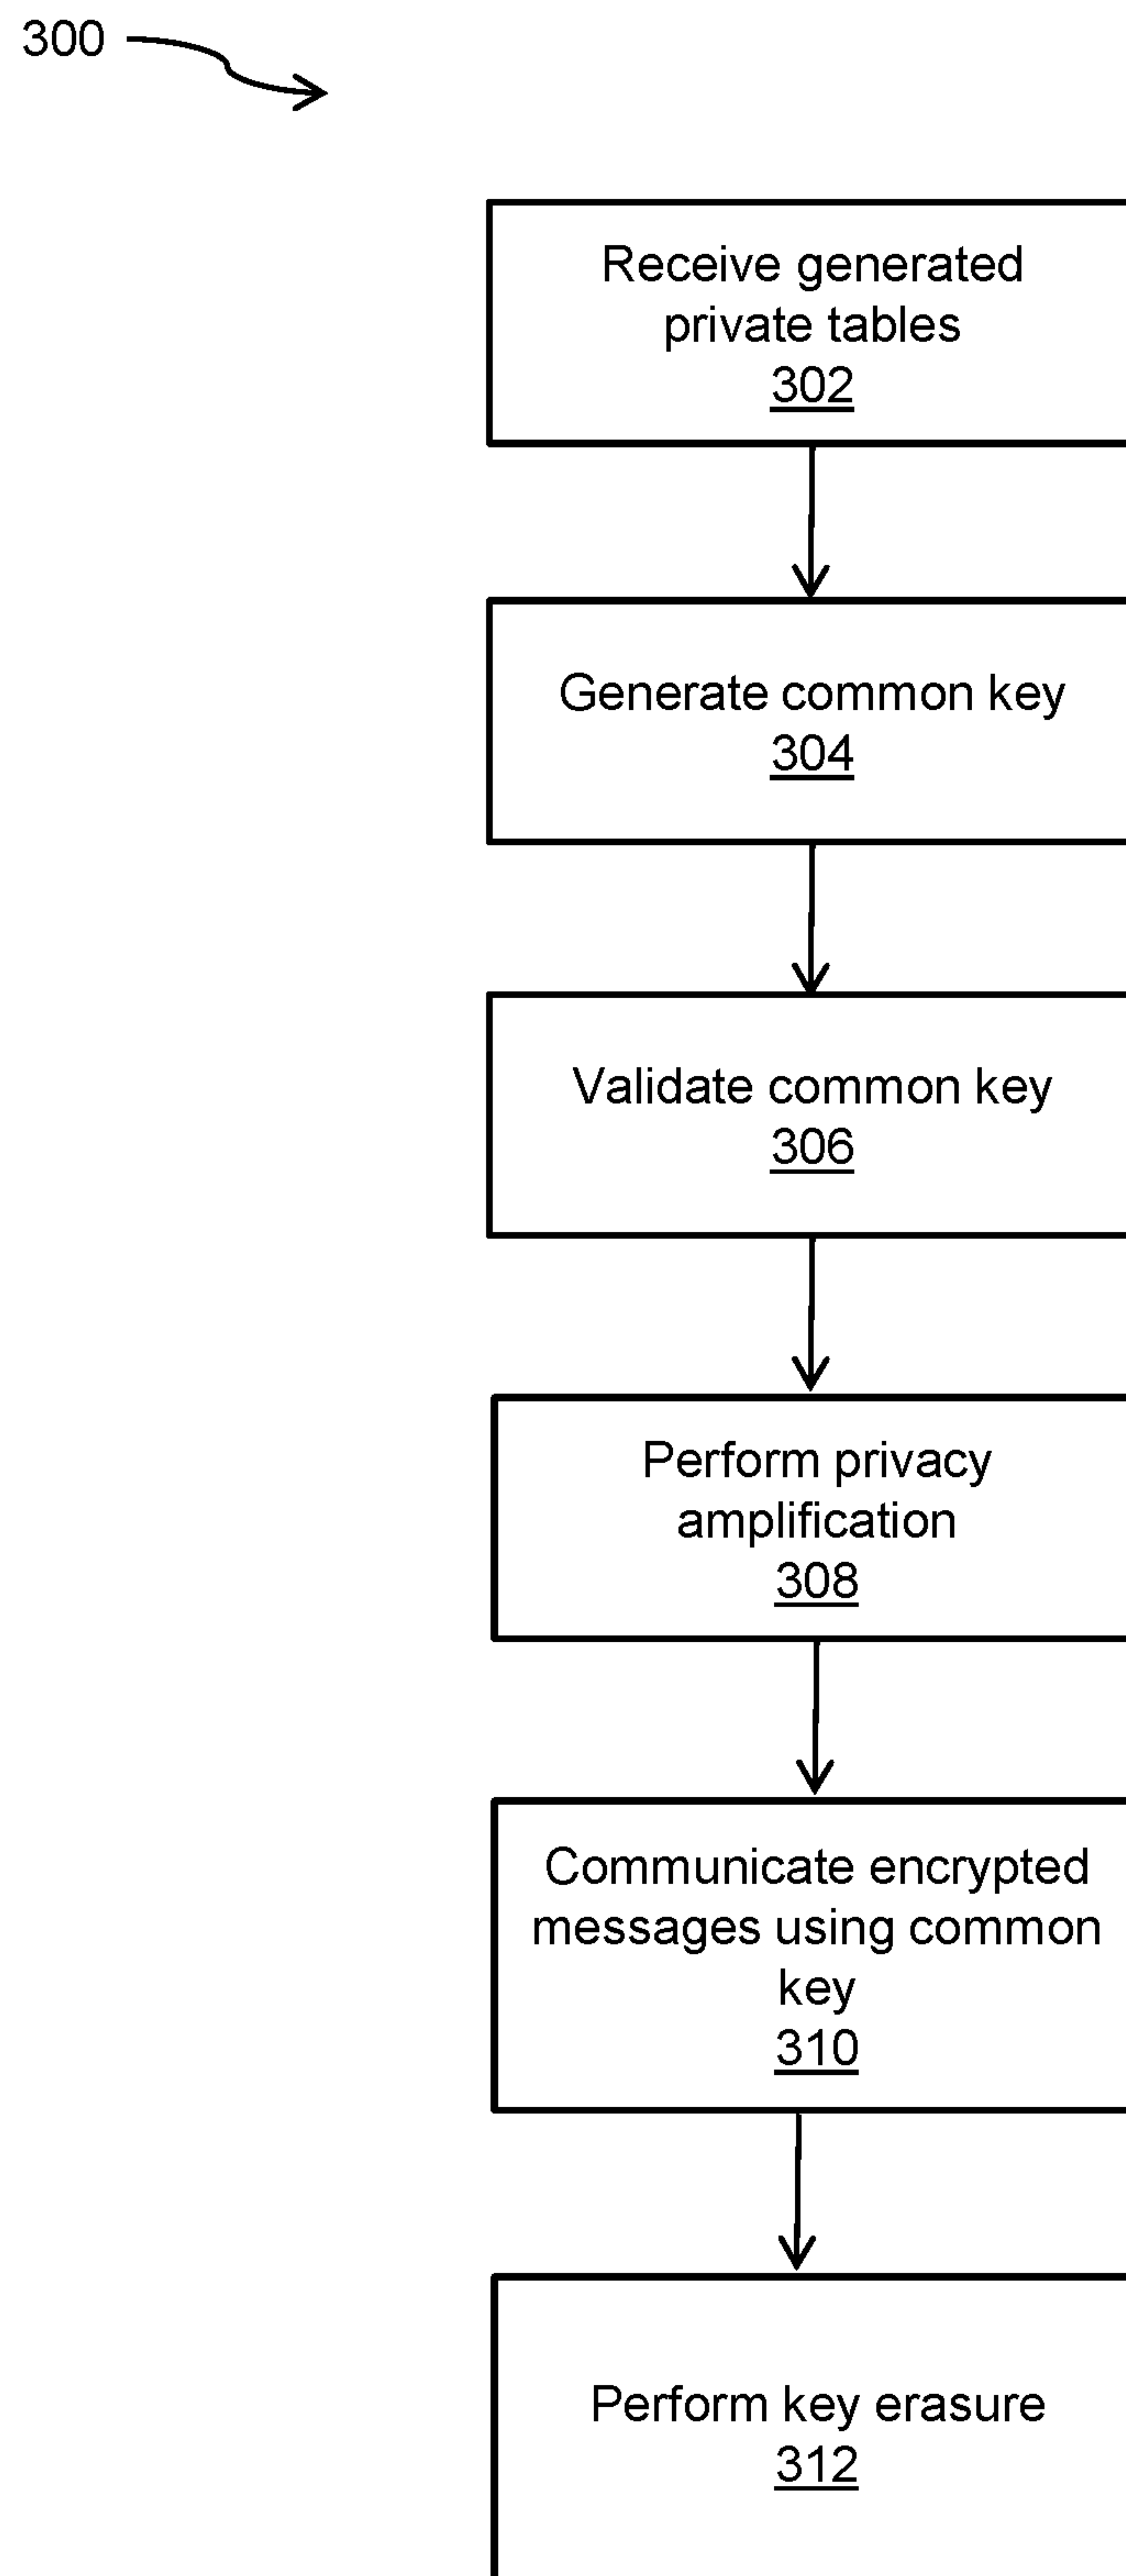 300
Receive generated
private tables
302
Generate common key
304
Validate common key
306
Perform privacy
amplification
308
Communicate encrypted
messages using common
key
310
Perform key erasure
312